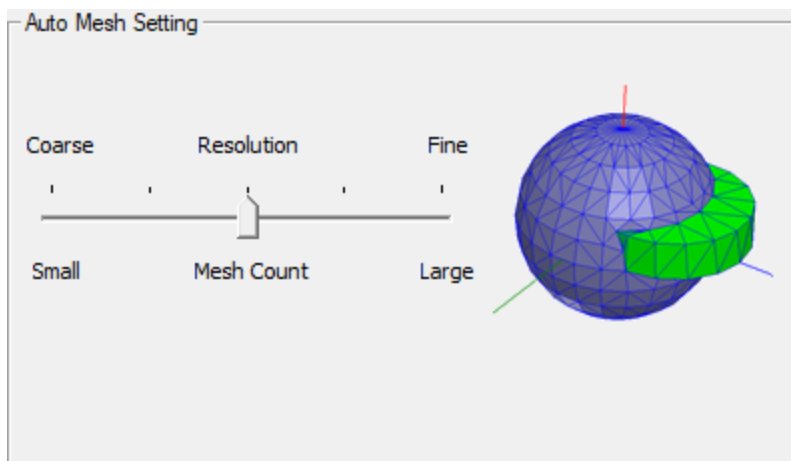 Auto Mesh Setting
Coarse Resolution Fine
Small Mesh Count Large